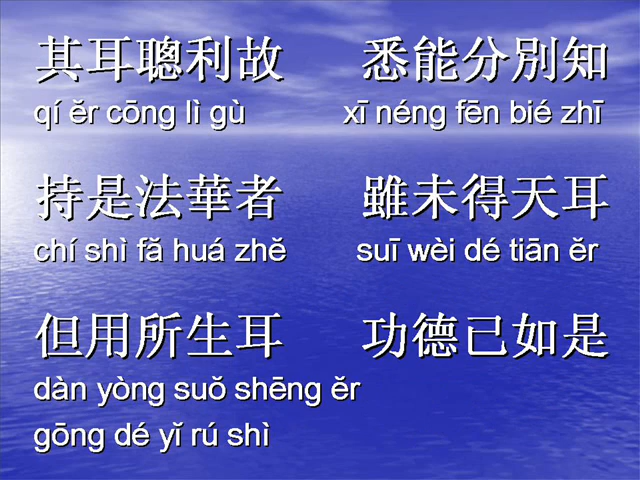 其耳聰利故 悉能分別知
qí ěr cōng lì gù xī néng fēn bié zhī
持是法華者 雖未得天耳
chí shì fǎ huá zhě suī wèi dé tiān ěr
但用所生耳 功德已如是
dàn yòng suǒ shēng ěr
gōng dé yǐ rú shì